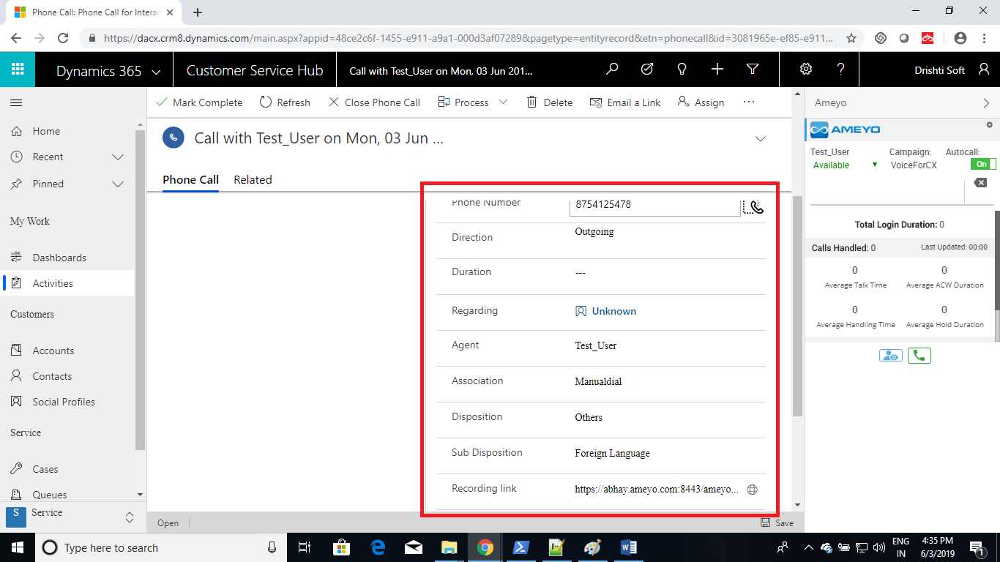 Phone Call: Phone Call for Interac
https://dacx.crm8.dynamics.com/main.aspx?appid=48ce2c6f-1455-e911-a9a1-000d3af07289&pagetype=entityrecord&etn=phonecall&id=3081965e-ef85-e911...
Dynamics 365
Customer Service Hub
Call with Test_User on Mon, 03 Jun 201...
Drishti Soft
Home
Recent
Pinned
My Work
Dashboards
Activities
Customers
Accounts
Contacts
Social Profiles
Service
Cases
Queues
S
Service
Mark Complete
Refresh
Close Phone Call
Process
Delete
Email a Link
Assign
Call with Test_User on Mon, 03 Jun ...
Phone Call
Related
Phone Number 8754125478
Direction Outgoing
Duration ---
Regarding Unknown
Agent Test_User
Association Manualdial
Disposition Others
Sub Disposition Foreign Language
Recording link https://abhay.ameyo.com:8443/ameyo...
Open
Save
Ameyo
AMEYO
Test_User Campaign: Autocall:
Available VoiceForCX On
Total Login Duration: 0
Calls Handled: 0 Last Updated: 00:00
0 0
Average Talk Time Average ACW Duration
0 0
Average Handling Time Average Hold Duration
Type here to search
ENG
IN
4:35 PM
6/3/2019
1